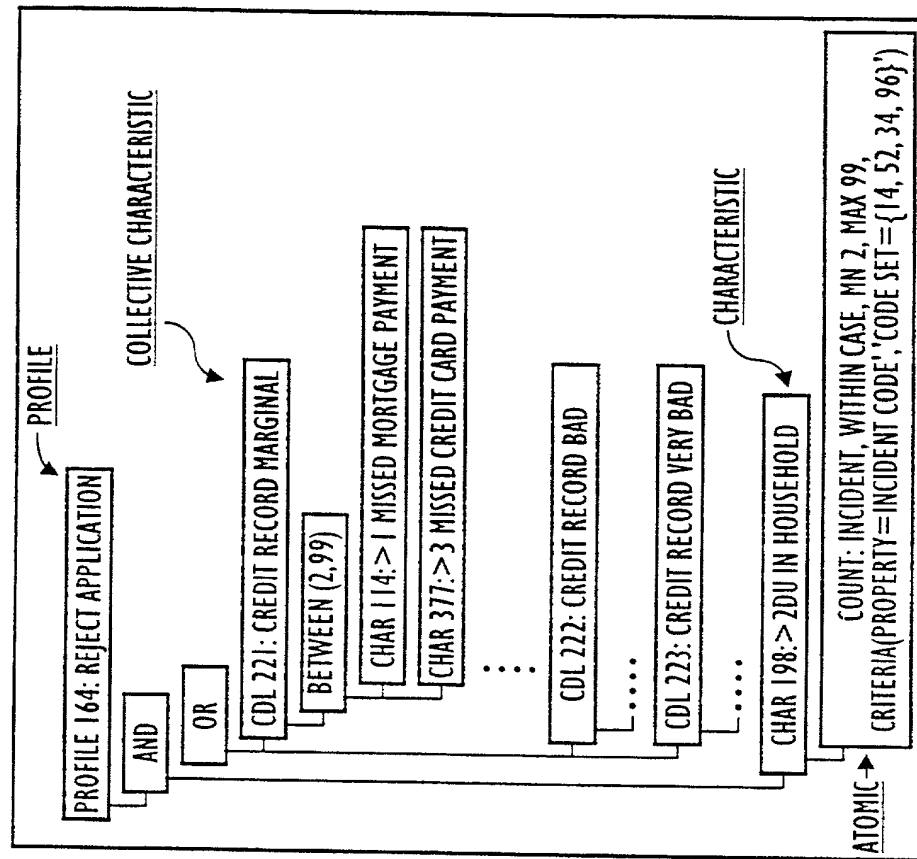 PROFILE
PROFILE 164: REJECT APPLICATION
AND
OR
COLLECTIVE CHARACTERISTIC
CDL 221: CREDIT RECORD MARGINAL
BETWEEN (2,99)
CHAR 114:> 1 MISSED MORTGAGE PAYMENT
CHAR 377:> 3 MISSED CREDIT CARD PAYMENT
CDL 222: CREDIT RECORD BAD
CDL 223: CREDIT RECORD VERY BAD
CHARACTERISTIC
CHAR 198:> 2DU IN HOUSEHOLD
ATOMIC
COUNT: INCIDENT, WITHIN CASE, MN 2, MAX 99,
CRITERIA(PROPERTY=INCIDENT CODE','CODE SET={14, 52, 34, 96}')